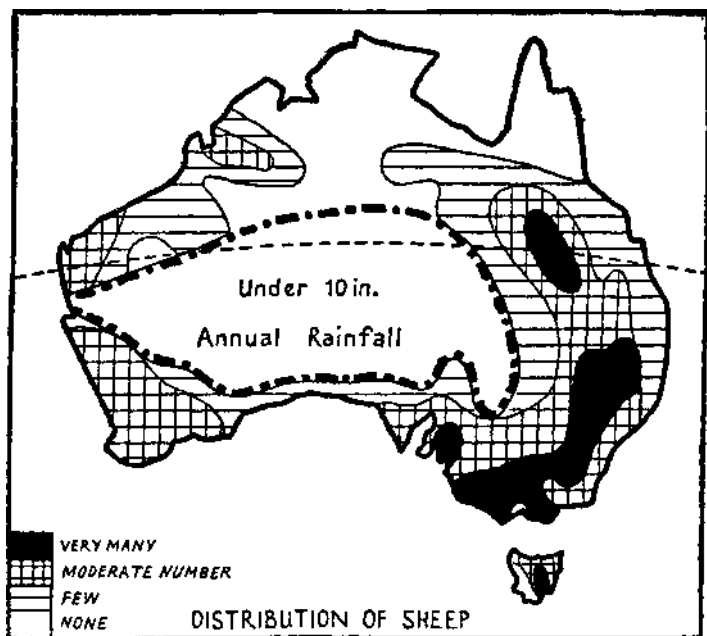 Under 10 in.
Annual Rainfall
VERY MANY
MODERATE NUMBER
FEW
NONE
DISTRIBUTION OF SHEEP